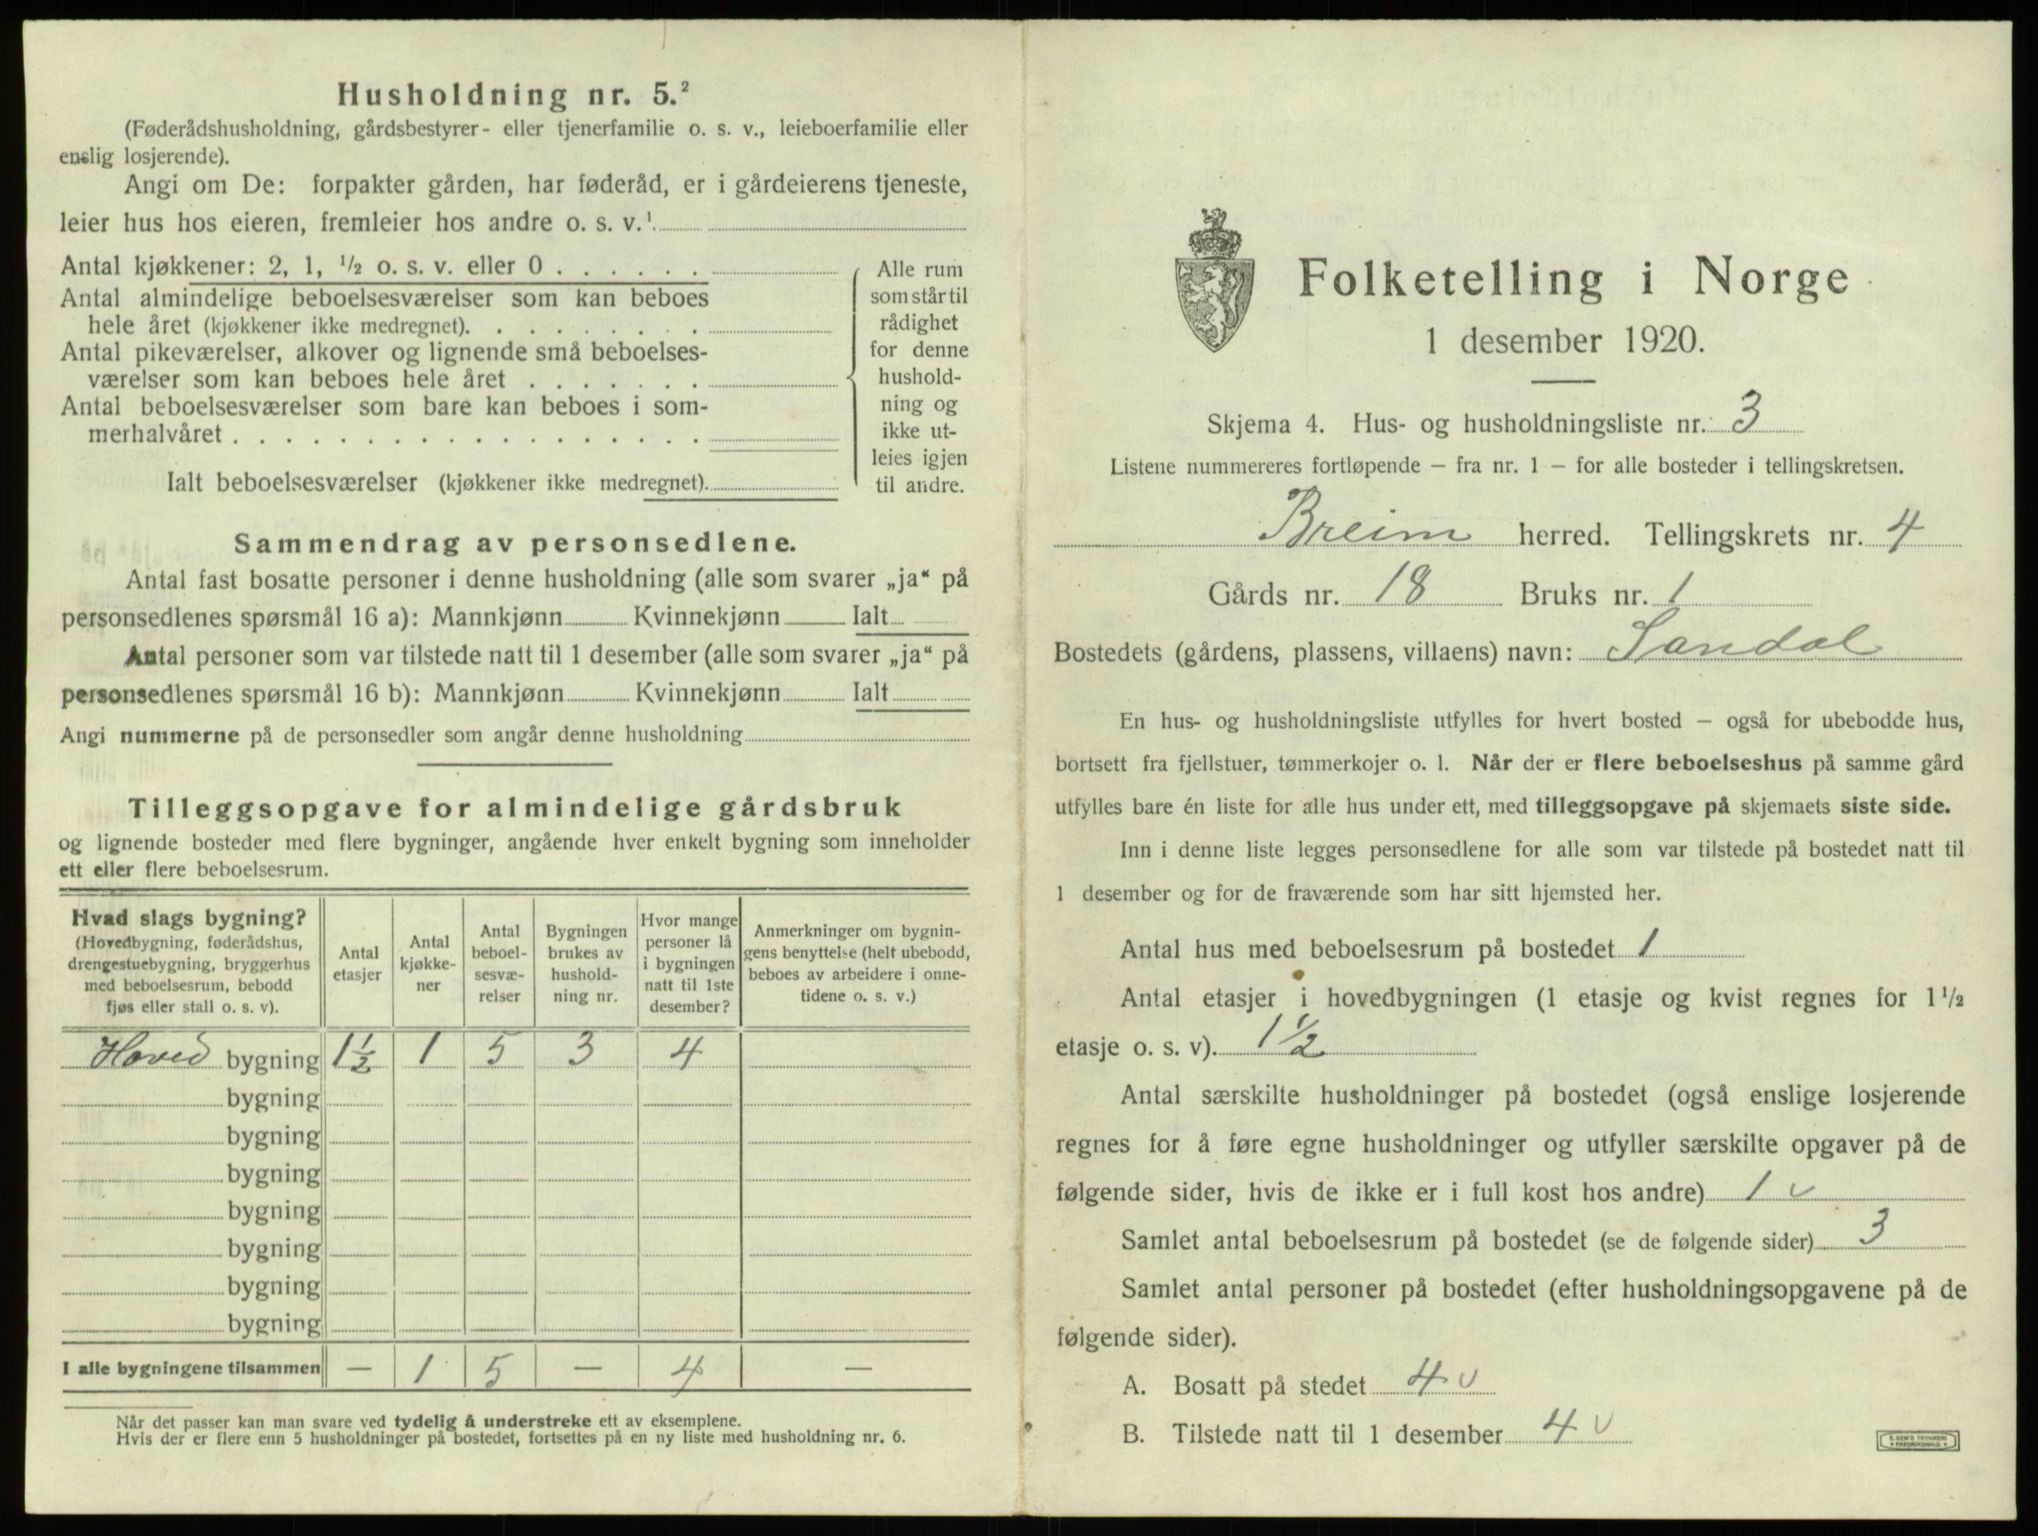 Husholdning nr. 5.²
(Føderådshusholdning, gårdsbestyrer- eller tjenerfamilie o. s. v., leieboerfamilie eller
enslig losjerende).
Angi om De: forpakter gården, har føderåd, er i gårdeierens tjeneste,
leier hus hos eieren, fremleier hos andre o. s. v.¹
Antal kjøkkener: 2, 1, ½ o. s. v. eller 0 . . . . . .
Antal almindelige beboelsesværelser som kan beboes
hele året (kjøkkener ikke medregnet). . . . . . . . .
Antal pikeværelser, alkover og lignende små beboelses-
værelser som kan beboes hele året . . . . . . .
Antal beboelsesværelser som bare kan beboes i som-
merhalvåret . . . . . . . . . . . . . . . . . .
Ialt beboelsesværelser (kjøkkener ikke medregnet).
Alle rum
som står til
rådighet
for denne
hushold-
ning og
ikke ut-
leies igjen
til andre.
Sammendrag av personsedlene.
Antal fast bosatte personer i denne husholdning (alle som svarer „ja“ på
personsedlenes spørsmål 16 a): Mannkjønn Kvinnekjønn Ialt
Antal personer som var tilstede natt til 1 desember (alle som svarer „ja“ på
personsedlenes spørsmål 16 b): Mannkjønn Kvinnekjønn Ialt
Angi nummerne på de personsedler som angår denne husholdning
Tilleggsopgave for almindelige gårdsbruk
og lignende bosteder med flere bygninger, angående hver enkelt bygning som inneholder
ett eller flere beboelsesrum.
Hvad slags bygning?
(Hovedbygning, føderådshus,
drengestuebygning, bryggerhus
med beboelsesrum, bebodd
fjøs eller stall o. s. v).
Antal
etasjer
Antal
kjøkke-
ner
Antal
beboel-
sesvæ-
relser
Bygningen
brukes av
hushold-
ning nr.
Hvor mange
personer lå
i bygningen
natt til 1ste
desember?
Anmerkninger om bygnin-
gens benyttelse (helt ubebodd,
beboes av arbeidere i onne-
tidene o. s. v.)
Hoved bygning 1½ 1 5 3 4
bygning
bygning
bygning
bygning
bygning
bygning
bygning
I alle bygningene tilsammen — 1 5 — 4 —
Når det passer kan man svare ved tydelig å understreke ett av eksemplene.
Hvis der er flere enn 5 husholdninger på bostedet, fortsettes på en ny liste med husholdning nr. 6.
Folketelling i Norge
1 desember 1920.
Skjema 4. Hus- og husholdningsliste nr. 3
Listene nummereres fortløpende – fra nr. 1 – for alle bosteder i tellingskretsen.
Breim herred. Tellingskrets nr. 4
Gårds nr. 18 Bruks nr. 1
Bostedets (gårdens, plassens, villaens) navn: Sandal
En hus- og husholdningsliste utfylles for hvert bosted – også for ubebodde hus,
bortsett fra fjellstuer, tømmerkojer o. l. Når der er flere beboelseshus på samme gård
utfylles bare én liste for alle hus under ett, med tilleggsopgave på skjemaets siste side.
Inn i denne liste legges personsedlene for alle som var tilstede på bostedet natt til
1 desember og for de fraværende som har sitt hjemsted her.
Antal hus med beboelsesrum på bostedet 1
Antal etasjer i hovedbygningen (1 etasje og kvist regnes for 1½
etasje o. s. v). 1½
Antal særskilte husholdninger på bostedet (også enslige losjerende
regnes for å føre egne husholdninger og utfyller særskilte opgaver på de
følgende sider, hvis de ikke er i full kost hos andre) 1 v
Samlet antal beboelsesrum på bostedet (se de følgende sider) 3
Samlet antal personer på bostedet (efter husholdningsopgavene på de
følgende sider).
A. Bosatt på stedet 4 v
B. Tilstede natt til 1 desember 4 v